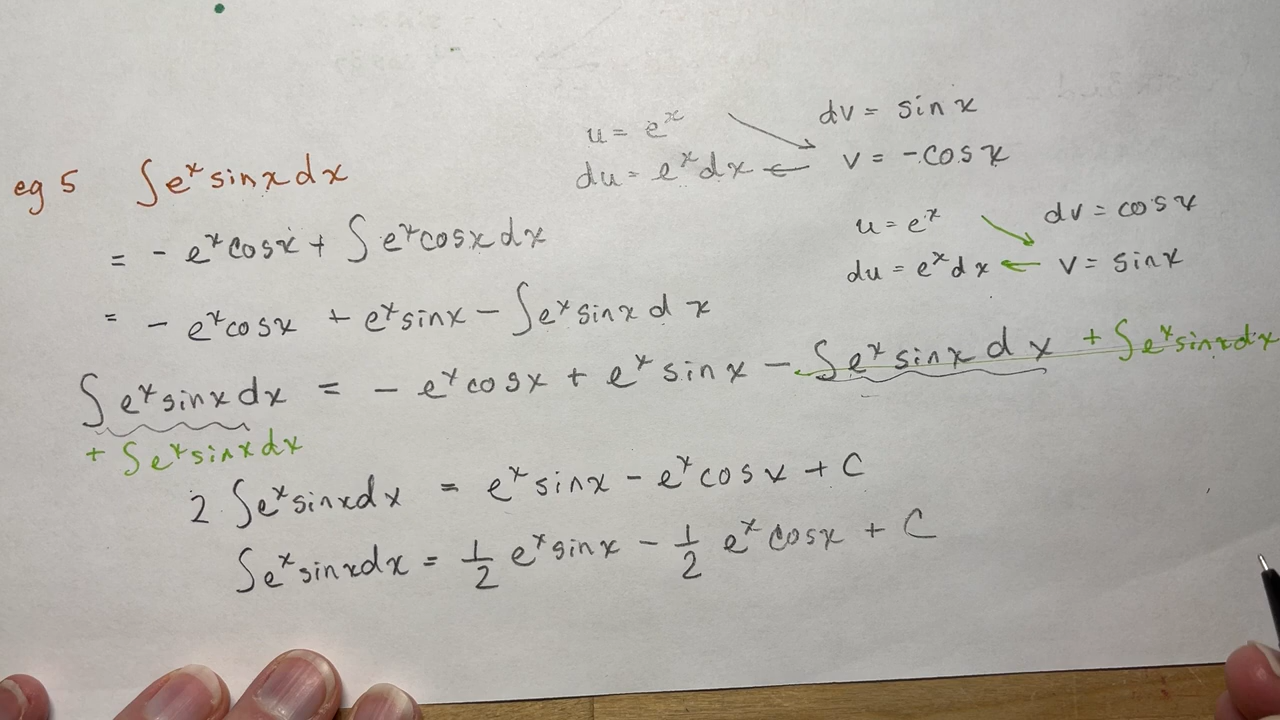 u = e^x dv = sin x
du = e^x dx ← v = -cos x
eg 5 ∫e^x sin x dx
= - e^x cos x + ∫ e^x cos x dx
u = e^x dv = cos x
du = e^x dx ← v = sin x
= - e^x cos x + e^x sin x - ∫e^x sin x d x
∫ e^x sin x dx = - e^x cos x + e^x sin x - ∫e^x sin x d x + ∫e^x sin x dx
+ ∫e^x sin x dx
2 ∫e^x sin x dx = e^x sin x - e^x cos x + C
∫e^x sin x dx = 1/2 e^x sin x - 1/2 e^x cos x + C